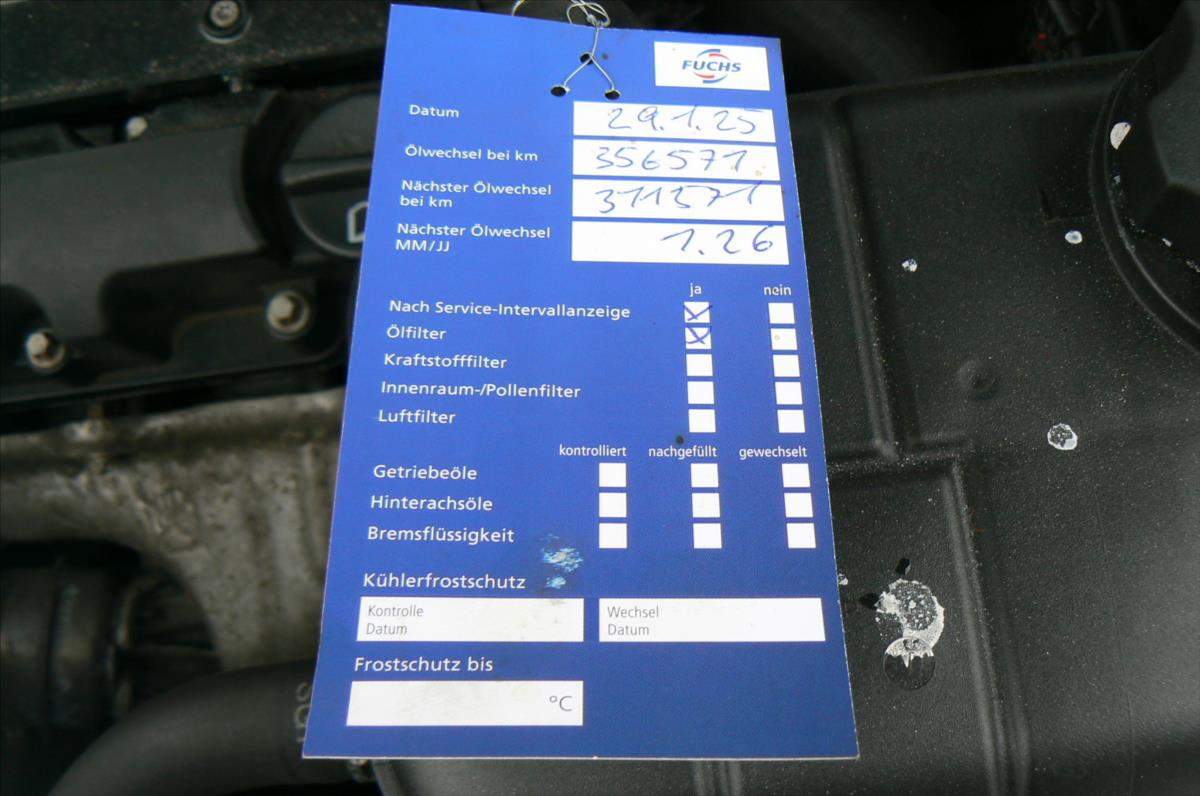 FUCHS
Datum 29.1.25
Ölwechsel bei km 356571
Nächster Ölwechsel
bei km 371571
Nächster Ölwechsel
MM/JJ 1.26
ja nein
Nach Service-Intervallanzeige
Ölfilter
Kraftstofffilter
Innenraum-/Pollenfilter
Luftfilter
kontrolliert nachgefüllt gewechselt
Getriebeöle
Hinterachsöle
Bremsflüssigkeit
Kühlerfrostschutz
Kontrolle Wechsel
Datum Datum
Frostschutz bis
°C